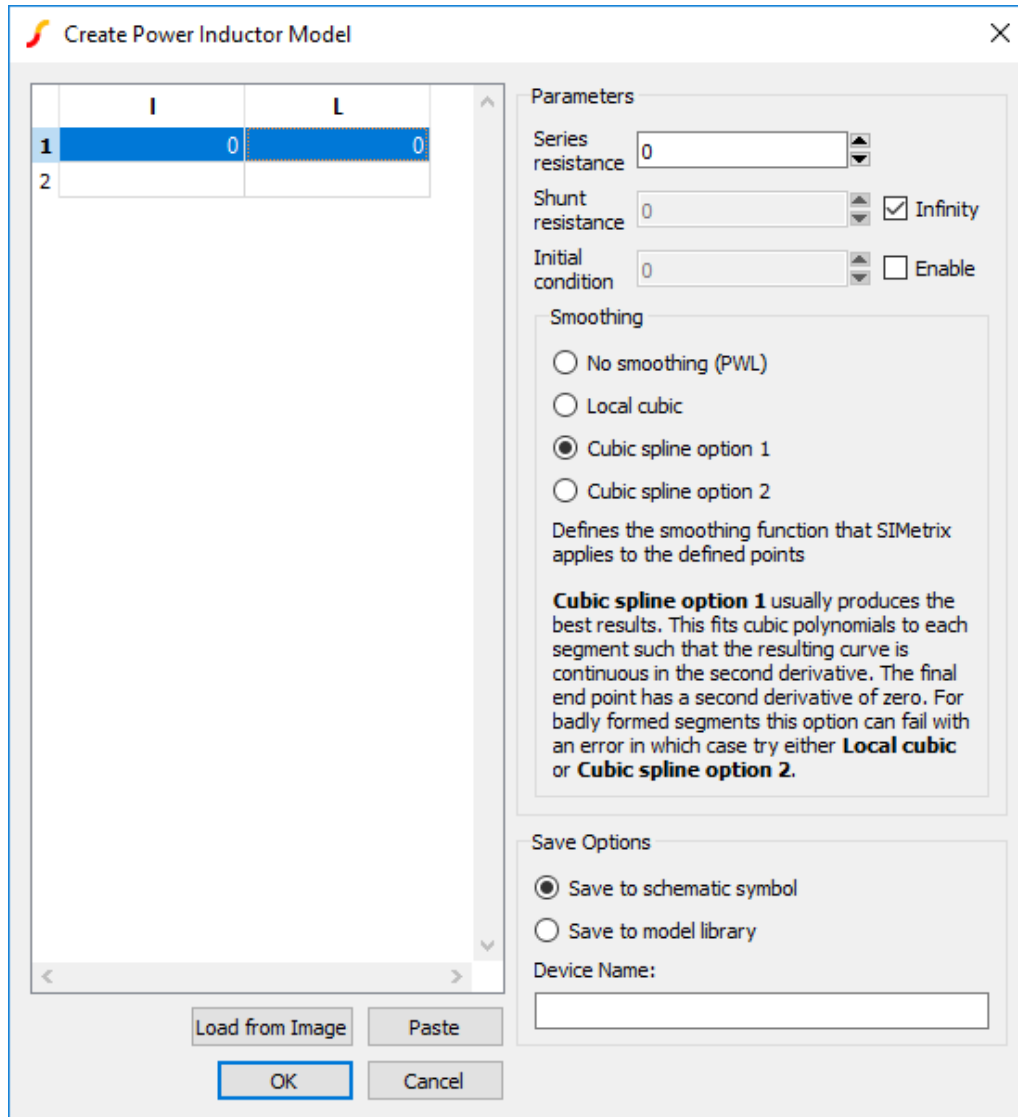 Create Power Inductor Model
I L
1 0 0
2
Load from Image Paste
OK Cancel
Parameters
Series
resistance 0
Shunt
resistance 0 Infinity
Initial
condition 0 Enable
Smoothing
No smoothing (PWL)
Local cubic
Cubic spline option 1
Cubic spline option 2
Defines the smoothing function that SIMetrix
applies to the defined points
Cubic spline option 1 usually produces the
best results. This fits cubic polynomials to each
segment such that the resulting curve is
continuous in the second derivative. The final
end point has a second derivative of zero. For
badly formed segments this option can fail with
an error in which case try either Local cubic
or Cubic spline option 2.
Save Options
Save to schematic symbol
Save to model library
Device Name: